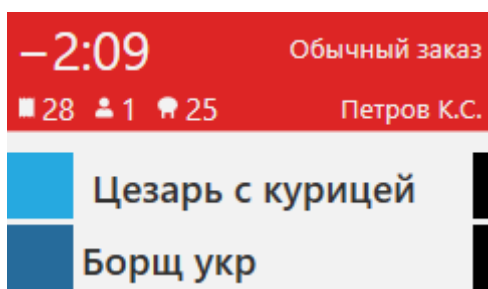 –2:09 Обычный заказ
28 1 25 Петров К.С.
Цезарь с курицей
Борщ укр